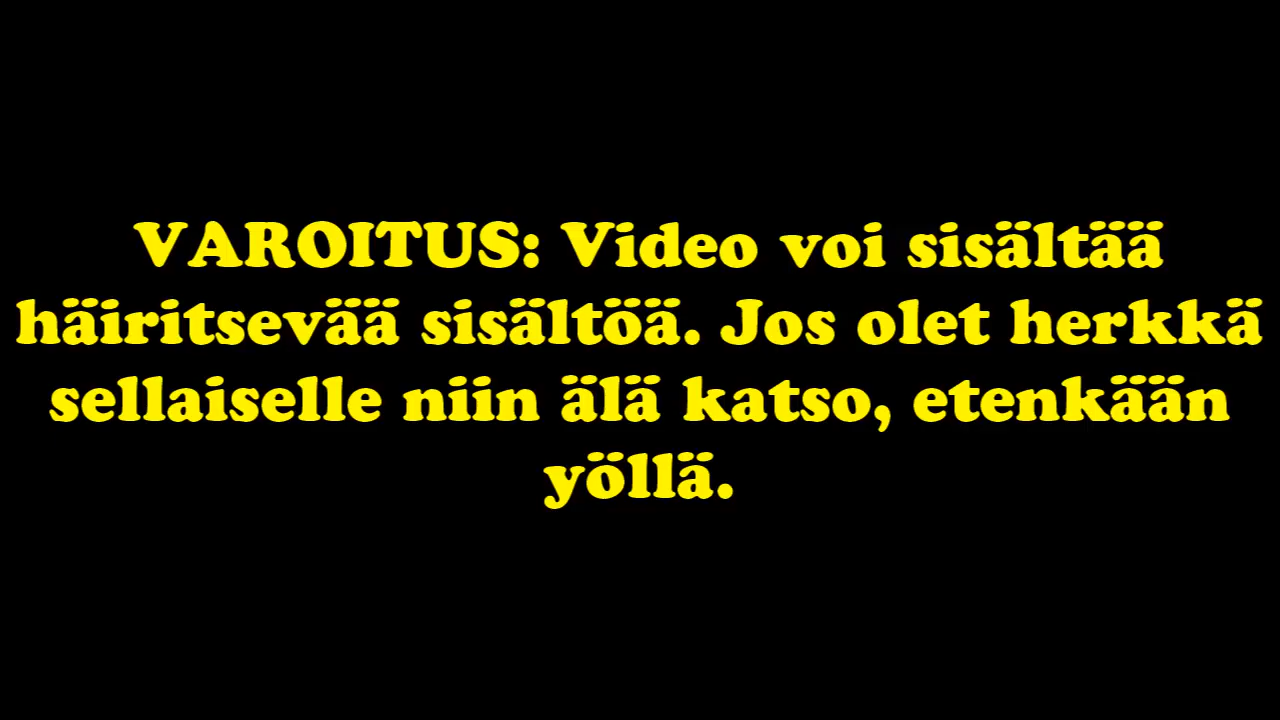 VAROITUS: Video voi sisältää
häiritsevää sisältöä. Jos olet herkkä
sellaiselle niin älä katso, etenkään
yöllä.